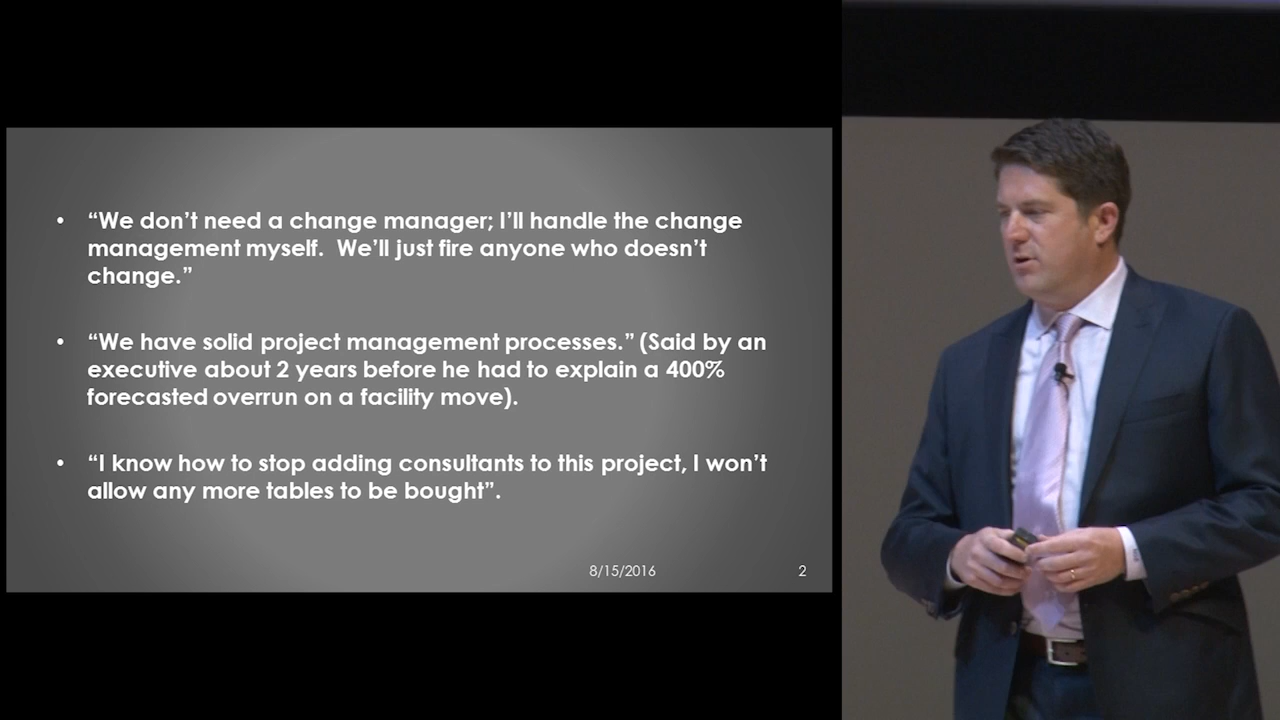 • “We don’t need a change manager; I’ll handle the change
management myself.  We’ll just fire anyone who doesn’t
change.”
• “We have solid project management processes.” (Said by an
executive about 2 years before he had to explain a 400%
forecasted overrun on a facility move).
• “I know how to stop adding consultants to this project, I won’t
allow any more tables to be bought”.
8/15/2016 2